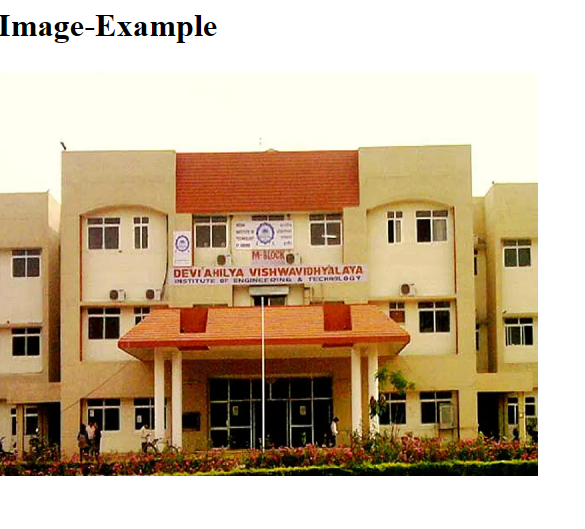 Image-Example
M-BLOCK
DEVI AHILYA VISHWAVIDHYALAYA
INSTITUTE OF ENGINEERING & TECHNOLOGY